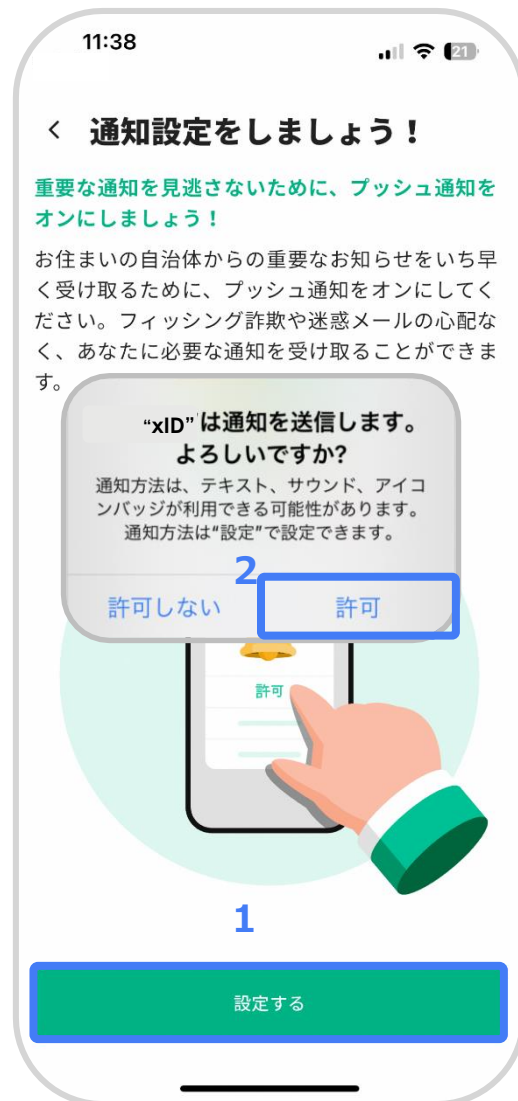 11:38
21
通知設定をしましょう！
重要な通知を見逃さないために、プッシュ通知を
オンにしましょう！
お住まいの自治体からの重要なお知らせをいち早
く受け取るために、プッシュ通知をオンにしてく
ださい。フィッシング詐欺や迷惑メールの心配な
く、あなたに必要な通知を受け取ることができま
す。
“xID”は通知を送信します。
よろしいですか?
通知方法は、テキスト、サウンド、アイコ
ンバッジが利用できる可能性があります。
通知方法は“設定”で設定できます。
2
許可しない 許可
許可
1
設定する